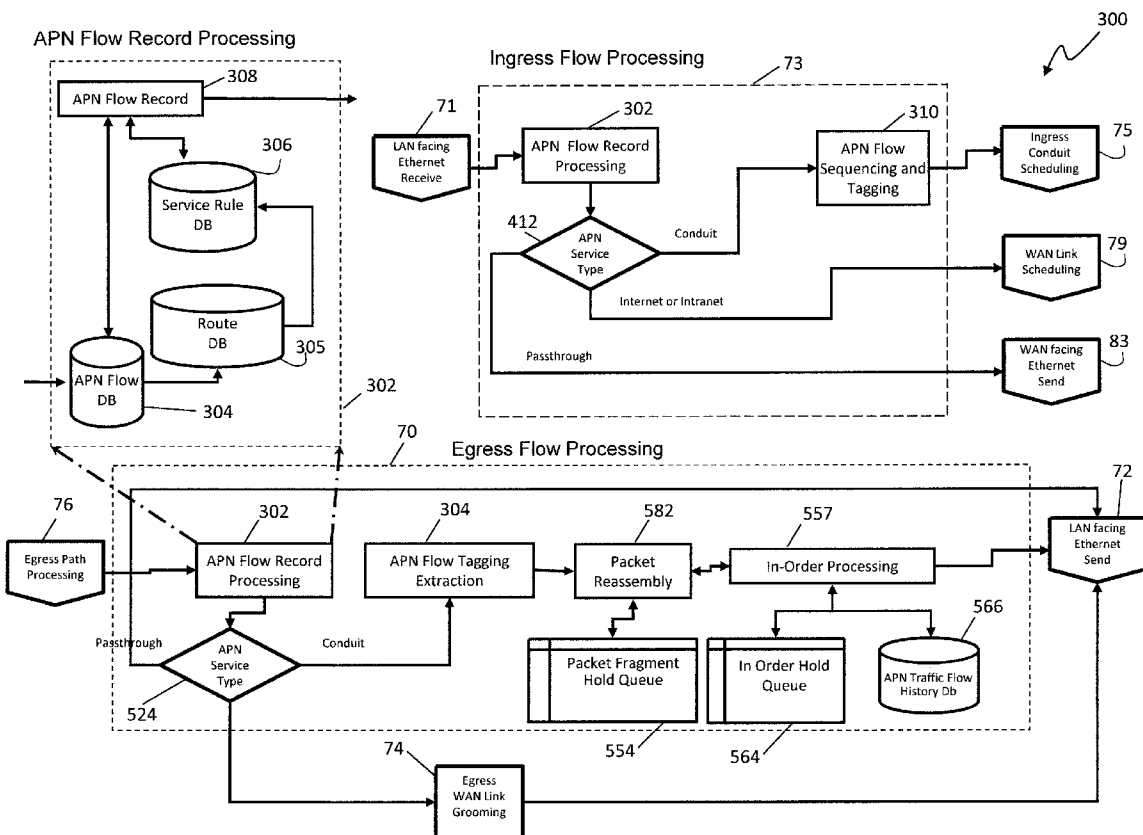 300
APN Flow Record Processing
308
APN Flow Record
306
Service Rule
DB
Route
DB
305
APN Flow
DB
304
302
Ingress Flow Processing
73
71
LAN facing
Ethernet
Receive
302
APN Flow Record
Processing
310
APN Flow
Sequencing and
Tagging
75
Ingress
Conduit
Scheduling
412
APN
Service
Type
Conduit
79
WAN Link
Scheduling
Internet or Intranet
Passthrough
83
WAN facing
Ethernet
Send
70
Egress Flow Processing
72
LAN facing
Ethernet
Send
76
Egress Path
Processing
302
APN Flow Record
Processing
304
APN Flow Tagging
Extraction
582
Packet
Reassembly
557
In-Order Processing
566
Passthrough
APN
Service
Type
Conduit
524
Packet Fragment
Hold Queue
554
In Order Hold
Queue
564
APN Traffic Flow
History Db
74
Egress
WAN Link
Grooming